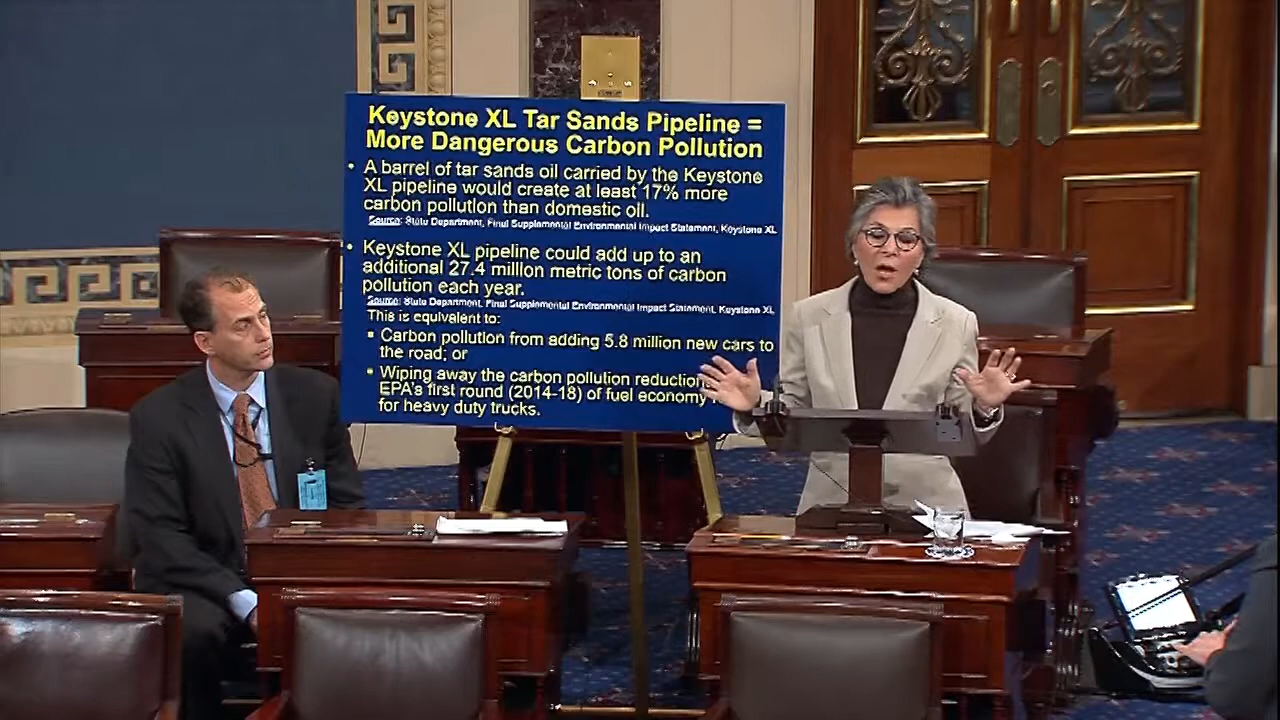 Keystone XL Tar Sands Pipeline =
More Dangerous Carbon Pollution
• A barrel of tar sands oil carried by the Keystone
XL pipeline would create at least 17% more
carbon pollution than domestic oil.
Source: State Department, Final Supplemental Environmental Impact Statement, Keystone XL
• Keystone XL pipeline could add up to an
additional 27.4 million metric tons of carbon
pollution each year.
Source: State Department, Final Supplemental Environmental Impact Statement, Keystone XL
This is equivalent to:
▪ Carbon pollution from adding 5.8 million new cars to
the road; or
▪ Wiping away the carbon pollution reduction
EPA's first round (2014-18) of fuel economy
for heavy duty trucks.